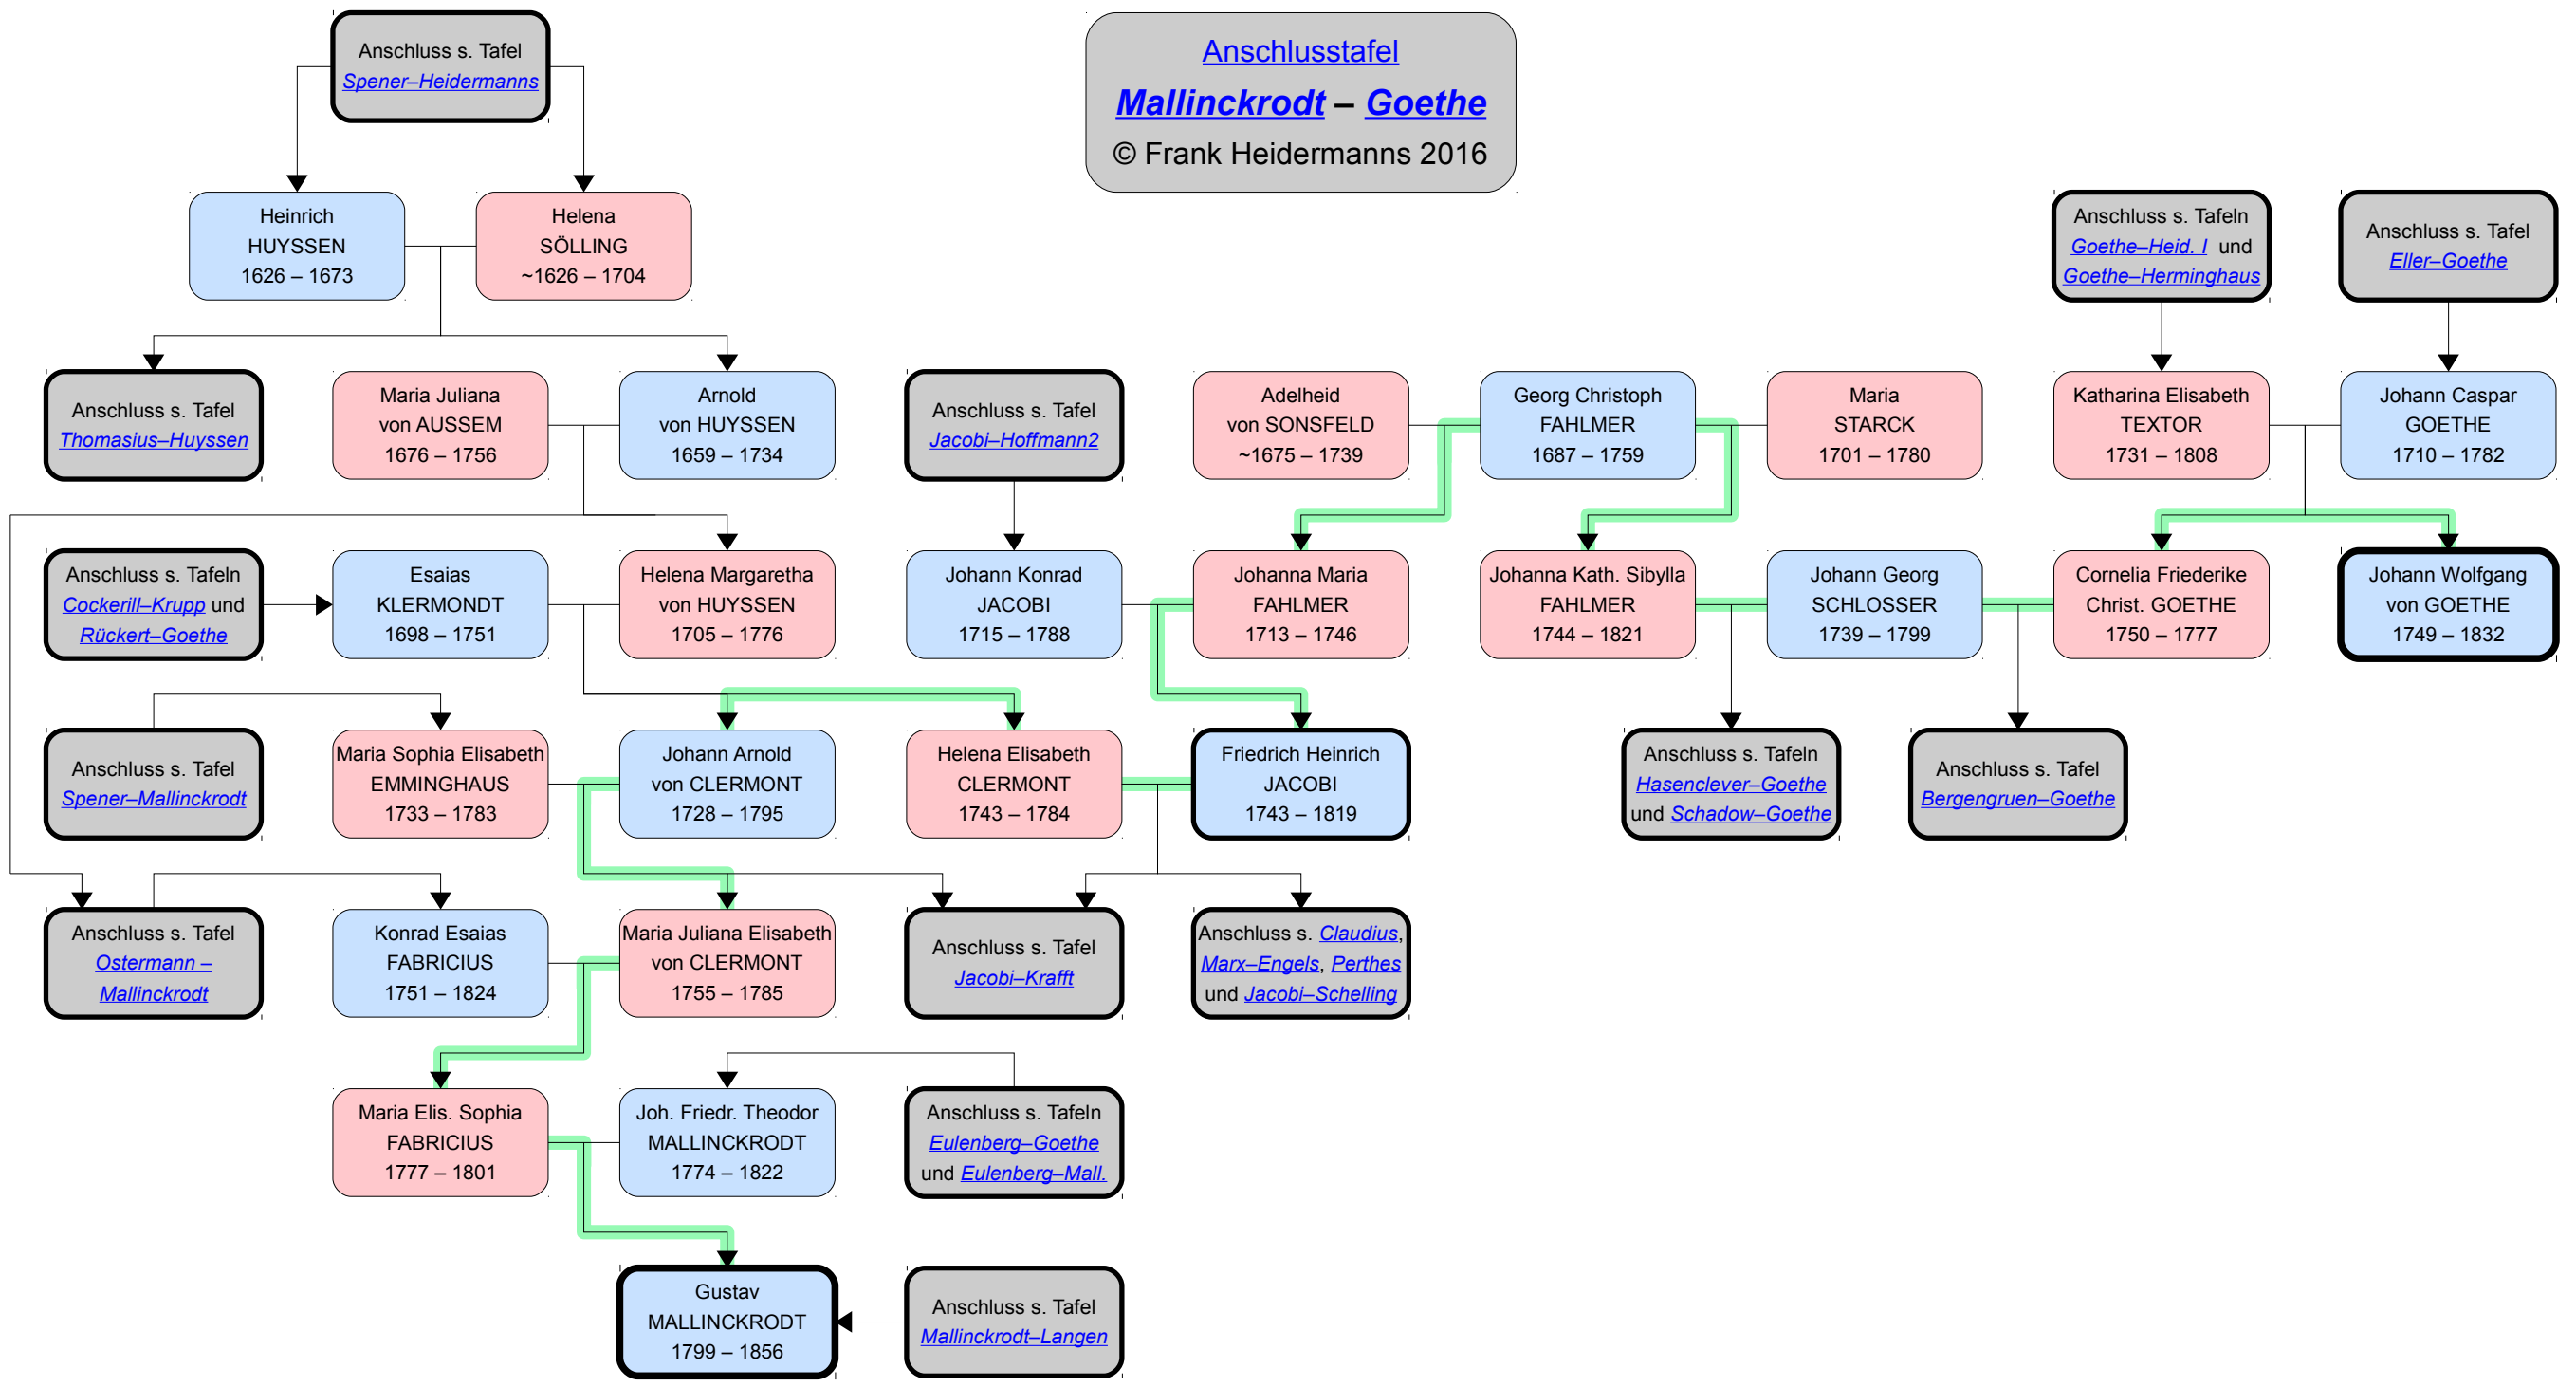 Anschluss s. Tafel
Spener–Heidermanns
Anschlusstafel
Mallinckrodt – Goethe
© Frank Heidermanns 2016
Heinrich
HUYSSEN
1626 – 1673
Helena
SÖLLING
~1626 – 1704
Anschluss s. Tafeln
Goethe–Heid. I und
Goethe–Herminghaus
Anschluss s. Tafel
Eller–Goethe
Anschluss s. Tafel
Thomasius–Huyssen
Maria Juliana
von AUSSEM
1676 – 1756
Arnold
von HUYSSEN
1659 – 1734
Anschluss s. Tafel
Jacobi–Hoffmann2
Adelheid
von SONSFELD
~1675 – 1739
Georg Christoph
FAHLMER
1687 – 1759
Maria
STARCK
1701 – 1780
Katharina Elisabeth
TEXTOR
1731 – 1808
Johann Caspar
GOETHE
1710 – 1782
Anschluss s. Tafeln
Cockerill–Krupp und
Rückert–Goethe
Esaias
KLERMONDT
1698 – 1751
Helena Margaretha
von HUYSSEN
1705 – 1776
Johann Konrad
JACOBI
1715 – 1788
Johanna Maria
FAHLMER
1713 – 1746
Johanna Kath. Sibylla
FAHLMER
1744 – 1821
Johann Georg
SCHLOSSER
1739 – 1799
Cornelia Friederike
Christ. GOETHE
1750 – 1777
Johann Wolfgang
von GOETHE
1749 – 1832
Anschluss s. Tafel
Spener–Mallinckrodt
Maria Sophia Elisabeth
EMMINGHAUS
1733 – 1783
Johann Arnold
von CLERMONT
1728 – 1795
Helena Elisabeth
CLERMONT
1743 – 1784
Friedrich Heinrich
JACOBI
1743 – 1819
Anschluss s. Tafeln
Hasenclever–Goethe
und Schadow–Goethe
Anschluss s. Tafel
Bergengruen–Goethe
Anschluss s. Tafel
Ostermann –
Mallinckrodt
Konrad Esaias
FABRICIUS
1751 – 1824
Maria Juliana Elisabeth
von CLERMONT
1755 – 1785
Anschluss s. Tafel
Jacobi–Krafft
Anschluss s. Claudius,
Marx–Engels, Perthes
und Jacobi–Schelling
Maria Elis. Sophia
FABRICIUS
1777 – 1801
Joh. Friedr. Theodor
MALLINCKRODT
1774 – 1822
Anschluss s. Tafeln
Eulenberg–Goethe
und Eulenberg–Mall.
Gustav
MALLINCKRODT
1799 – 1856
Anschluss s. Tafel
Mallinckrodt–Langen